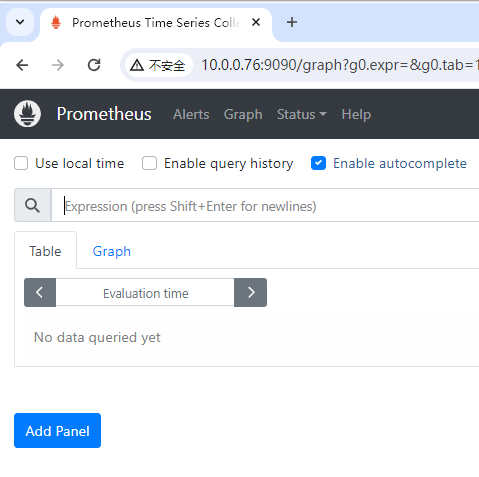 Prometheus Time Series Colle
不安全 10.0.0.76:9090/graph?g0.expr=&g0.tab=1
Prometheus Alerts Graph Status Help
Use local time Enable query history Enable autocomplete
Expression (press Shift+Enter for newlines)
Table Graph
Evaluation time
No data queried yet
Add Panel